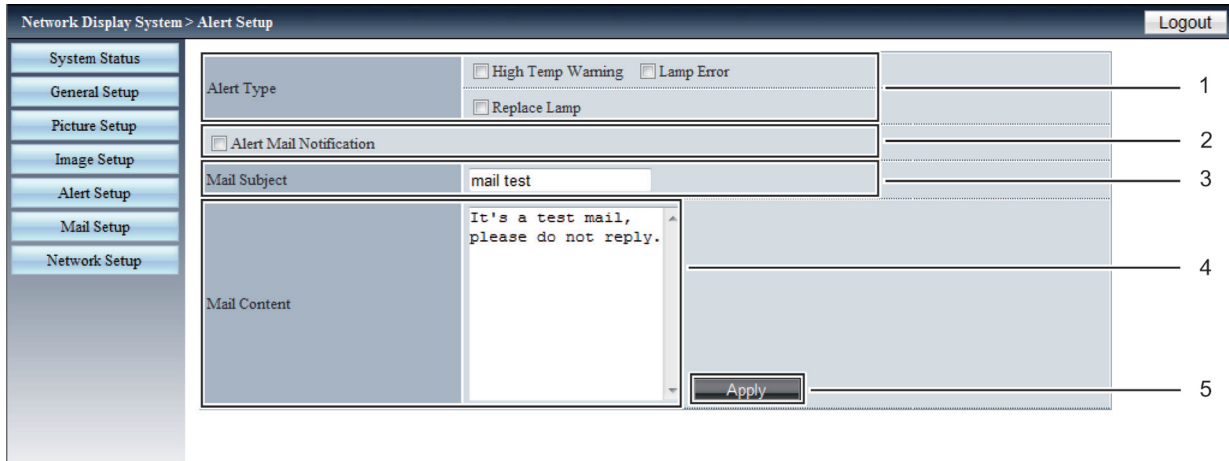 Network Display System > Alert Setup
Logout
System Status
General Setup
Picture Setup
Image Setup
Alert Setup
Mail Setup
Network Setup
Alert Type
High Temp Warning Lamp Error
Replace Lamp
1
Alert Mail Notification
2
Mail Subject mail test
3
Mail Content
It's a test mail,
please do not reply.
4
Apply
5